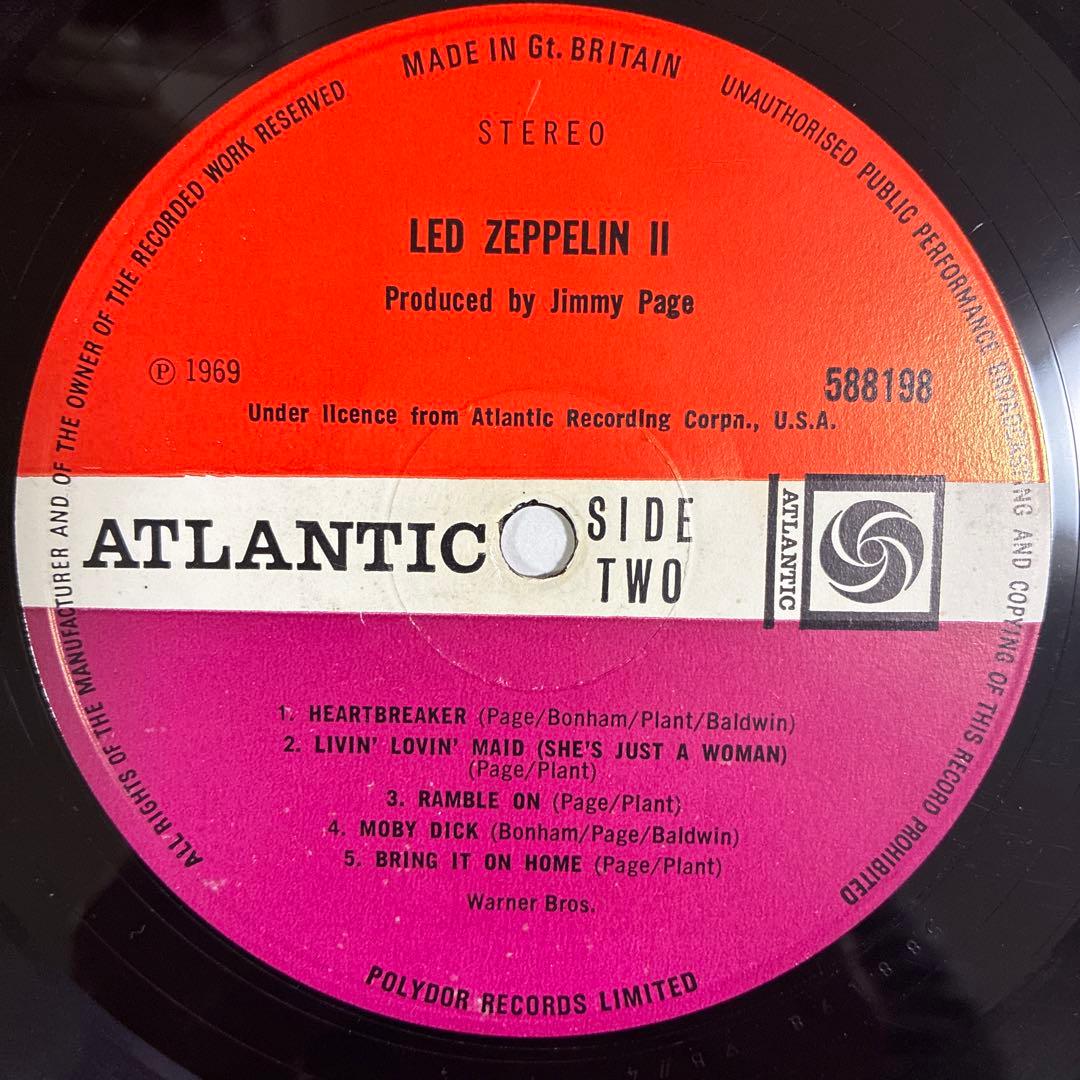 MADE IN Gt. BRITAIN
UNAUTHORISED PUBLIC PERFORMANCE BROADCASTING AND COPYING OF THIS RECORD PROHIBITED
ALL RIGHTS OF THE MANUFACTURER AND OF THE OWNER OF THE RECORDED WORK RESERVED
STEREO
LED ZEPPELIN II
Produced by Jimmy Page
℗ 1969
588198
Under licence from Atlantic Recording Corpn., U.S.A.
ATLANTIC
SIDE
TWO
ATLANTIC
1. HEARTBREAKER (Page/Bonham/Plant/Baldwin)
2. LIVIN' LOVIN' MAID (SHE'S JUST A WOMAN)
(Page/Plant)
3. RAMBLE ON (Page/Plant)
4. MOBY DICK (Bonham/Page/Baldwin)
5. BRING IT ON HOME (Page/Plant)
Warner Bros.
POLYDOR RECORDS LIMITED